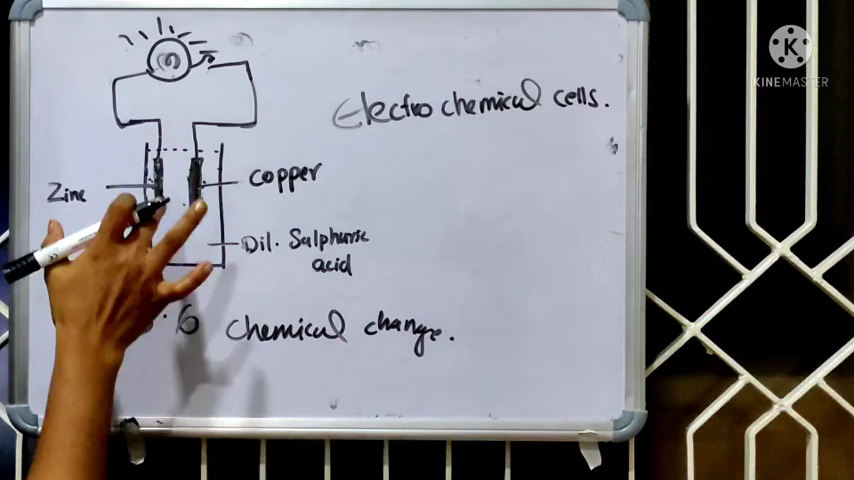 Electro chemical cells.
Zinc
copper
Dil. Sulphuric
acid
chemical change.
K
KINEMASTER